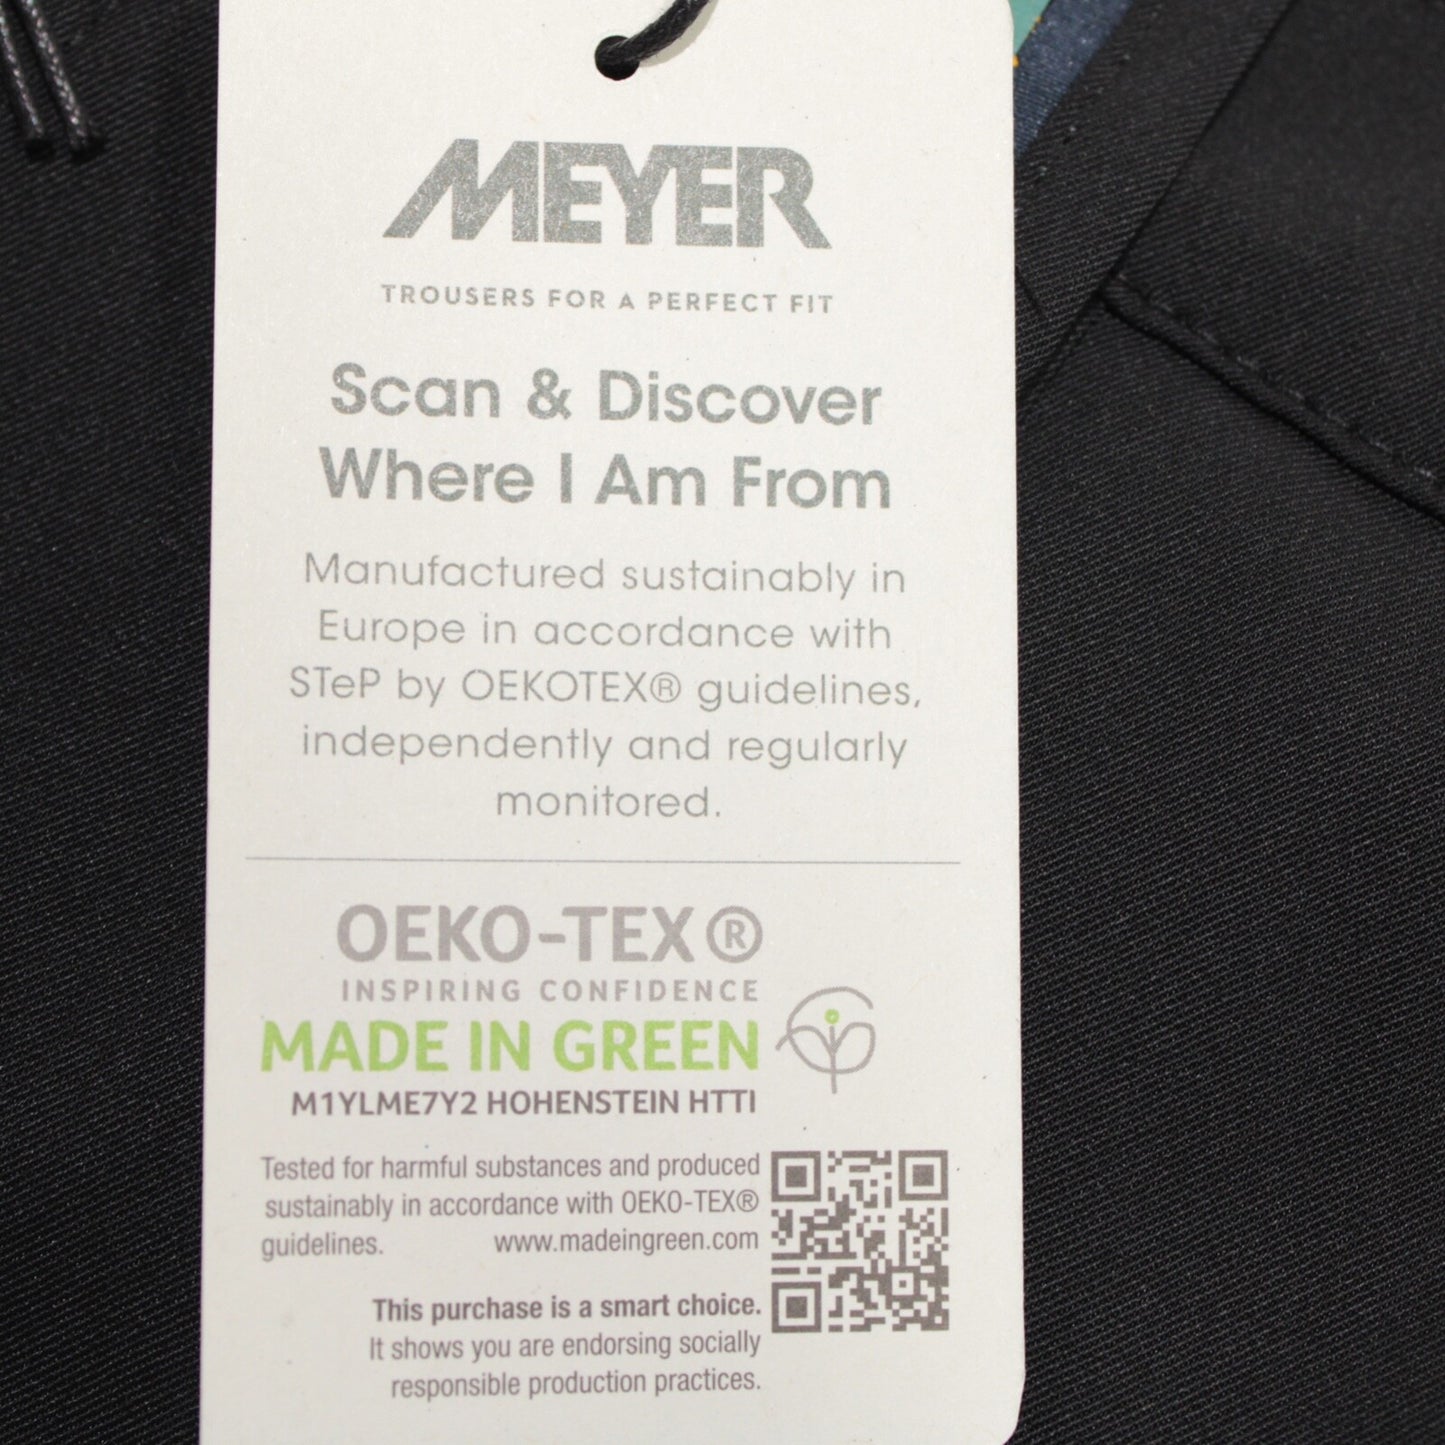 MEYER
TROUSERS FOR A PERFECT FIT
Scan & Discover
Where I Am From
Manufactured sustainably in
Europe in accordance with
STeP by OEKOTEX® guidelines,
independently and regularly
monitored.
OEKO-TEX®
INSPIRING CONFIDENCE
MADE IN GREEN
M1YLME7Y2 HOHENSTEIN HTTI
Tested for harmful substances and produced
sustainably in accordance with OEKO-TEX®
guidelines. www.madeingreen.com
This purchase is a smart choice.
It shows you are endorsing socially
responsible production practices.